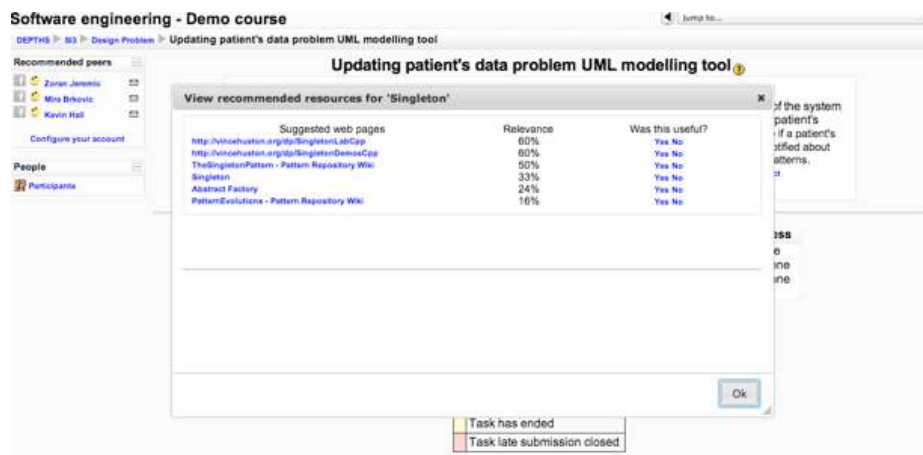 Software engineering - Demo course
Jump to...
DEPTHS SI3 Design Problem Updating patient's data problem UML modelling tool
Recommended peers
Zoran Jeremic
Mira Brkovic
Kevin Hall
Configure your account
People
Participants
Updating patient's data problem UML modelling tool
of the system
patient's
if a patient's
otified about
atterns.
View recommended resources for 'Singleton'
Suggested web pages Relevance Was this useful?
http://vincehuston.org/dp/SingletonLabCpp 60% Yes No
http://vincehuston.org/dp/SingletonDemosCpp 60% Yes No
TheSingletonPattern - Pattern Repository Wiki 50% Yes No
Singleton 33% Yes No
Abstract Factory 24% Yes No
PatternEvolutions - Pattern Repository Wiki 16% Yes No
Ok
ess
e
one
one
Task has ended
Task late submission closed